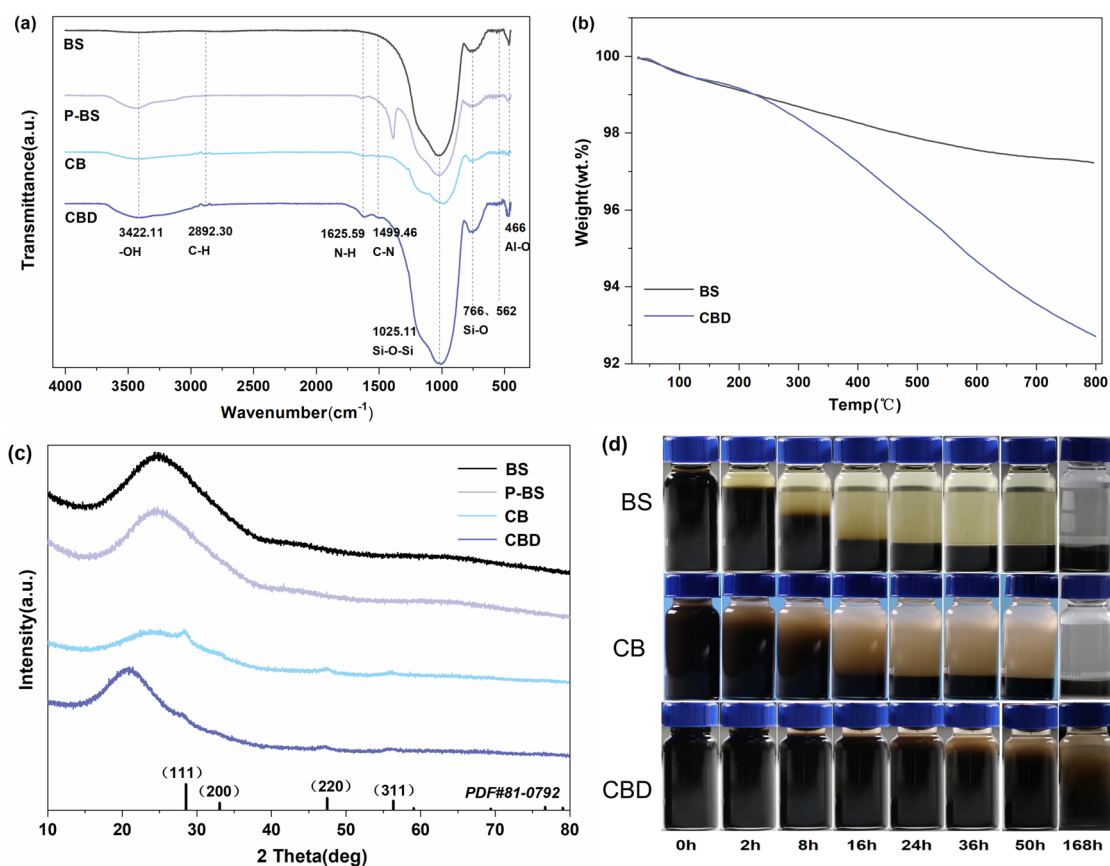 (a)
BS
P-BS
CB
CBD
3422.11
-OH
2892.30
C-H
1625.59
N-H
1499.46
C-N
466
Al-O
766、562
Si-O
1025.11
Si-O-Si
Transmittance(a.u.)
4000 3500 3000 2500 2000 1500 1000 500
Wavenumber(cm⁻¹)
(b)
100
98
96
94
92
Weight(wt.%)
BS
CBD
100 200 300 400 500 600 700 800
Temp(℃)
(c)
BS
P-BS
CB
CBD
Intensity(a.u.)
(111)
(200)
(220)
(311)
PDF#81-0792
10 20 30 40 50 60 70 80
2 Theta(deg)
(d)
BS
CB
CBD
0h 2h 8h 16h 24h 36h 50h 168h